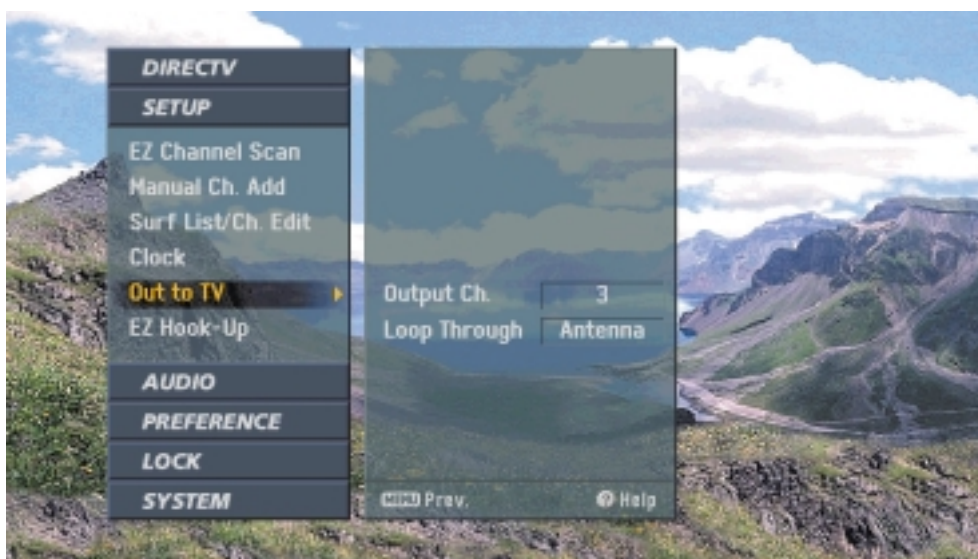 DIRECTV
SETUP
EZ Channel Scan
Manual Ch. Add
Surf List/Ch. Edit
Clock
Out to TV
EZ Hook-Up
AUDIO
PREFERENCE
LOCK
SYSTEM
Output Ch. 3
Loop Through Antenna
MENU Prev. ? Help